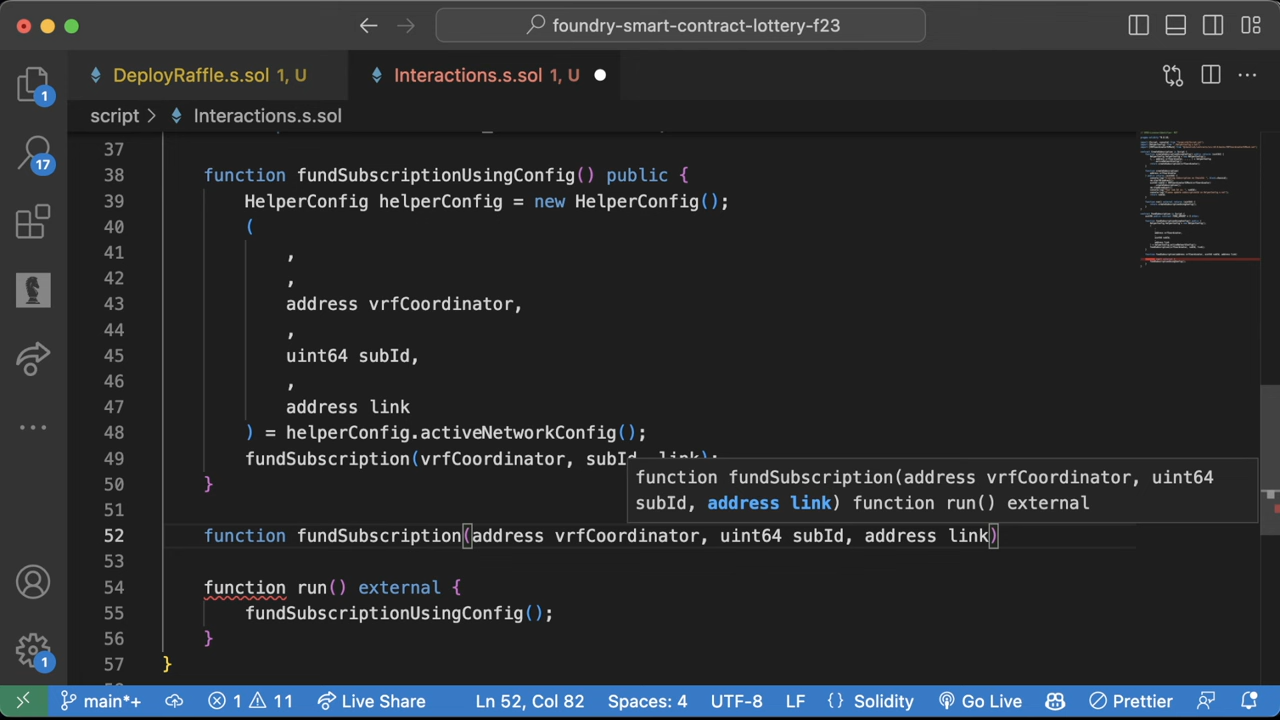 foundry-smart-contract-lottery-f23
DeployRaffle.s.sol 1, U
Interactions.s.sol 1, U
1
17
script > Interactions.s.sol
37
38 function fundSubscriptionUsingConfig() public {
39 HelperConfig helperConfig = new HelperConfig();
40 (
41 ,
42 ,
43 address vrfCoordinator,
44 ,
45 uint64 subId,
46 ,
47 address link
48 ) = helperConfig.activeNetworkConfig();
49 fundSubscription(vrfCoordinator, subId, link);
50 }
function fundSubscription(address vrfCoordinator, uint64
subId, address link) function run() external
51
52 function fundSubscription(address vrfCoordinator, uint64 subId, address link)
53
54 function run() external {
55 fundSubscriptionUsingConfig();
56 }
57 }
1
main*+ 1 11 Live Share Ln 52, Col 82 Spaces: 4 UTF-8 LF {} Solidity Go Live Prettier